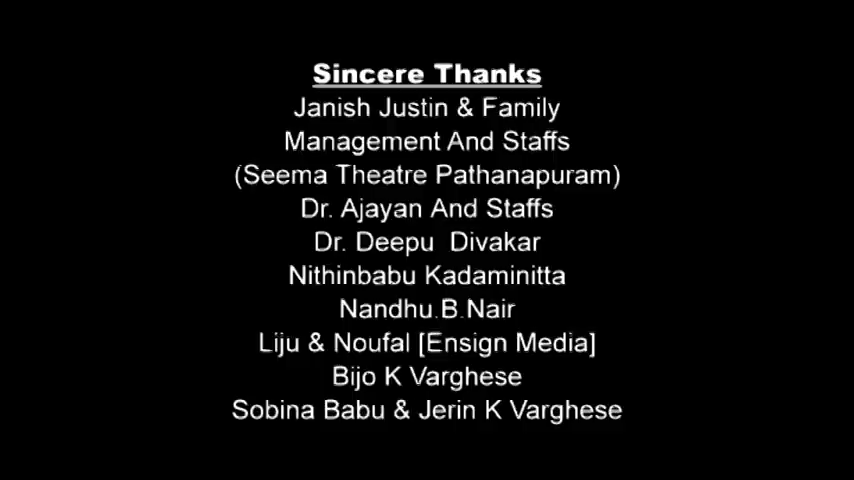 Sincere Thanks
Janish Justin & Family
Management And Staffs
(Seema Theatre Pathanapuram)
Dr. Ajayan And Staffs
Dr. Deepu  Divakar
Nithinbabu Kadaminitta
Nandhu.B.Nair
Liju & Noufal [Ensign Media]
Bijo K Varghese
Sobina Babu & Jerin K Varghese